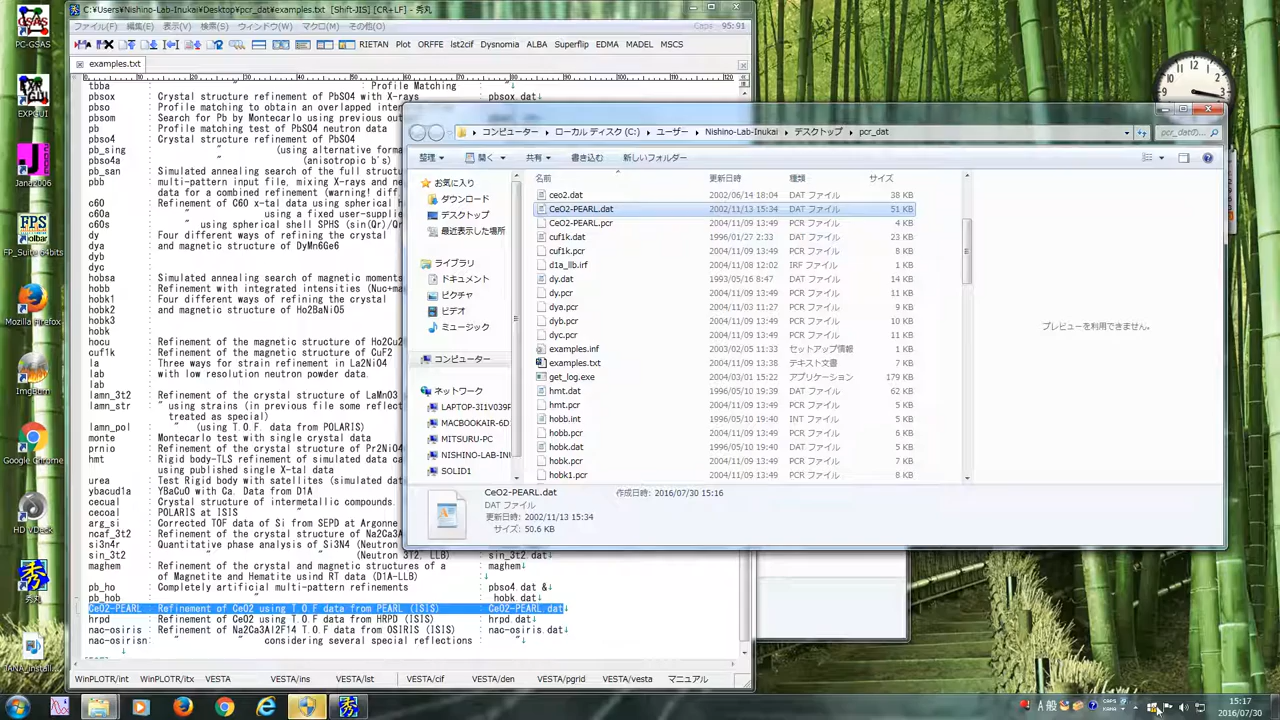 C:¥Users¥Nishino-Lab-Inukai¥Desktop¥pcr_dat¥examples.txt [Shift-JIS] [CR+LF] - 秀丸
ファイル(F) 編集(E) 表示(V) 検索(S) ウィンドウ(W) マクロ(M) その他(O) Caps 95: 91
RIETAN Plot ORFFE lst2cif Dysnomia ALBA Superflip EDMA MADEL MSCS
examples.txt
tbba : " Profile Matching
pbsox : Crystal structure refinement of PbSO4 with X-rays : pbsox.dat↓
pbso : Profile matching to obtain an overlapped inte
pbsom : Search for Pb by Montecarlo using previous out
pb : Profile matching test of PbSO4 neutron data
pbso4 : Crystal structure refinement of PbSO4
pb_sing : " (using alternative form
pbso4a : " (anisotropic b's)
pb_san : Simulated annealing search of the full struct
pbb : multi-pattern input file, mixing X-rays and ne
data for a combined refinement (warning! diff
c60 : Refinement of C60 x-tal data using spherical h
c60a : " using a fixed user-supplie
c60s : " using spherical shell SPHS (sin(Qr)/Qr)
dy : Four different ways of refining the crystal
dya : and magnetic structure of DyMn6Ge6
dyb
dyc
hobsa : Simulated annealing search of magnetic moments
hobb : Refinement with integrated intensities (Nuc+ma
hobk1 : Four different ways of refining the crystal
hobk2 : and magnetic structure of Ho2BaNiO5
hobk3
hobk
hocu : Refinement of the magnetic structure of Ho2Cu2
cuf1k : Refinement of the magnetic structure of CuF2
la : Three ways for strain refinement in La2NiO4
lab : with low resolution neutron powder data.
lab
lamn_3t2 : Refinement of the crystal structure of LaMnO3
lamn_str : " using strains (in previous file some reflect
treated as special)
lamn_pol : " (using T.O.F. data from POLARIS)
monte : Montecarlo test with single crystal data
prnio : Refinement of the crystal structure of Pr2NiO4
hmt : Rigid body-TLS refinement of simulated data ca
using published single X-tal data
urea : Test Rigid body with satellites (simulated dat
ybacud1a : YBaCuO with Ca. Data from D1A
cecual : Crystal structure of intermetallic compounds.
cecoal : POLARIS at ISIS
arg_si : Corrected TOF data of Si from SEPD at Argonne
ncaf_3t2 : Refinement of the crystal structure of Na2Ca3A
si3n4r : Quantitative phase analysis of Si3N4 (Neutron
sin_3t2 : " " (Neutron 3T2, LLB) : sin_3t2.dat↓
maghem : Refinement of the crystal and magnetic structures of a : maghem
of Magnetite and Hematite usind RT data (D1A-LLB) ↓
pb_ho : Completely artificial multi-pattern refinements : pbso4.dat &↓
pb_hob : hobk.dat↓
CeO2-PEARL : Refinement of CeO2 using T.O.F data from PEARL (ISIS) : CeO2-PEARL.dat↓
hrpd : Refinement of CeO2 using T.O.F data from HRPD (ISIS) : hrpd.dat↓
nac-osiris : Refinement of Na2Ca3Al2F14 T.O.F data from OSIRIS (ISIS) : nac-osiris.dat↓
nac-osirisn : " " considering several special reflections : "↓
↓
WinPLOTR/int WinPLOTR/itx VESTA VESTA/ins VESTA/lst VESTA/cif VESTA/den VESTA/pgrid VESTA/vesta マニュアル
コンピューター ローカル ディスク (C:) ユーザー Nishino-Lab-Inukai デスクトップ pcr_dat pcr_datの...
整理 開く 共有 書き込む 新しいフォルダー
お気に入り
ダウンロード
デスクトップ
最近表示した場所
ライブラリ
ドキュメント
ピクチャ
ビデオ
ミュージック
コンピューター
ネットワーク
LAPTOP-3I1V039F
MACBOOKAIR-6D
MITSURU-PC
NISHINO-LAB-INU
SOLID1
名前 更新日時 種類 サイズ
ceo2.dat 2002/06/14 18:04 DAT ファイル 38 KB
CeO2-PEARL.dat 2002/11/13 15:34 DAT ファイル 51 KB
CeO2-PEARL.pcr 2004/11/09 13:49 PCR ファイル 4 KB
cuf1k.dat 1996/01/27 2:33 DAT ファイル 23 KB
cuf1k.pcr 2004/11/09 13:49 PCR ファイル 8 KB
d1a_llb.irf 2004/11/08 12:02 IRF ファイル 1 KB
dy.dat 1993/05/16 8:47 DAT ファイル 14 KB
dy.pcr 2004/11/09 13:49 PCR ファイル 9 KB
dya.pcr 2004/11/03 11:27 PCR ファイル 9 KB
dyb.pcr 2004/11/09 13:49 PCR ファイル 10 KB
dyc.pcr 2004/11/09 13:49 PCR ファイル 11 KB
examples.inf 2003/02/05 11:33 セットアップ情報 3 KB
examples.txt 2004/11/09 13:38 テキスト文書 7 KB
get_log.exe 2004/03/01 15:22 アプリケーション 179 KB
hmt.dat 1996/05/10 19:40 DAT ファイル 62 KB
hmt.pcr 2004/11/09 13:49 PCR ファイル 5 KB
hobb.int 1996/05/10 19:40 INT ファイル 4 KB
hobb.pcr 2004/11/09 13:49 PCR ファイル 4 KB
hobk.dat 1996/05/10 19:40 DAT ファイル 5 KB
hobk.pcr 2004/11/09 13:49 PCR ファイル 7 KB
hobk1.pcr 2004/11/09 13:49 PCR ファイル 5 KB
プレビューを利用できません。
CeO2-PEARL.dat 作成日時: 2016/07/30 15:16
DAT ファイル
更新日時: 2002/11/13 15:34
サイズ: 50.6 KB
PC-GSAS
EXPGUI
Jana2006
FP_Suite 64bits
Mozilla Firefox
ImgBurn
Google Chrome
HD VDeck
秀丸
JANA_install...
A 般 CAPS KANA
15:17
2016/07/30